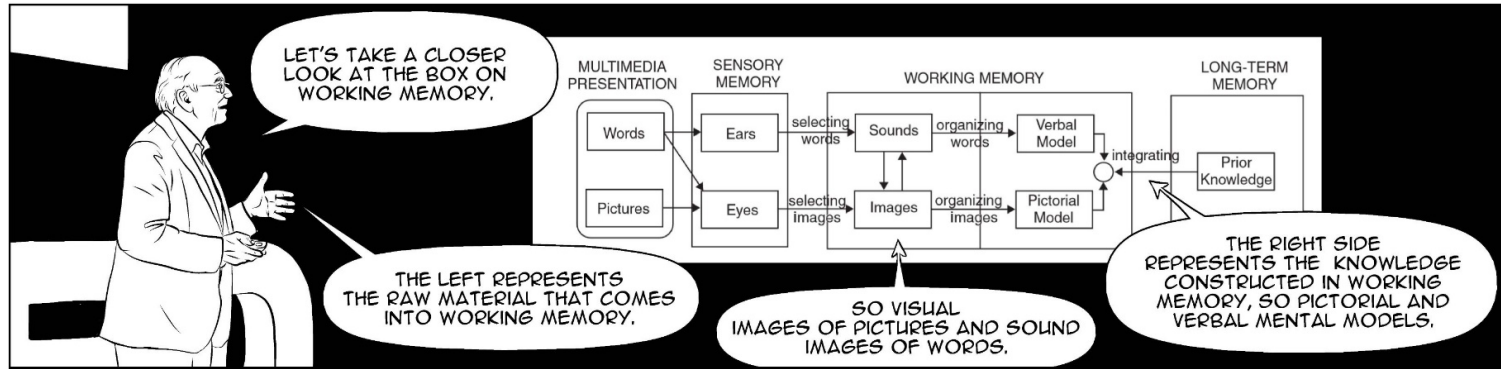 LET'S TAKE A CLOSER
LOOK AT THE BOX ON
WORKING MEMORY.
THE LEFT REPRESENTS
THE RAW MATERIAL THAT COMES
INTO WORKING MEMORY.
MULTIMEDIA
PRESENTATION
SENSORY
MEMORY
WORKING MEMORY
LONG-TERM
MEMORY
Words
Pictures
Ears
Eyes
selecting
words
selecting
images
Sounds
Images
organizing
words
organizing
images
Verbal
Model
Pictorial
Model
integrating
Prior
Knowledge
SO VISUAL
IMAGES OF PICTURES AND SOUND
IMAGES OF WORDS.
THE RIGHT SIDE
REPRESENTS THE KNOWLEDGE
CONSTRUCTED IN WORKING
MEMORY, SO PICTORIAL AND
VERBAL MENTAL MODELS.